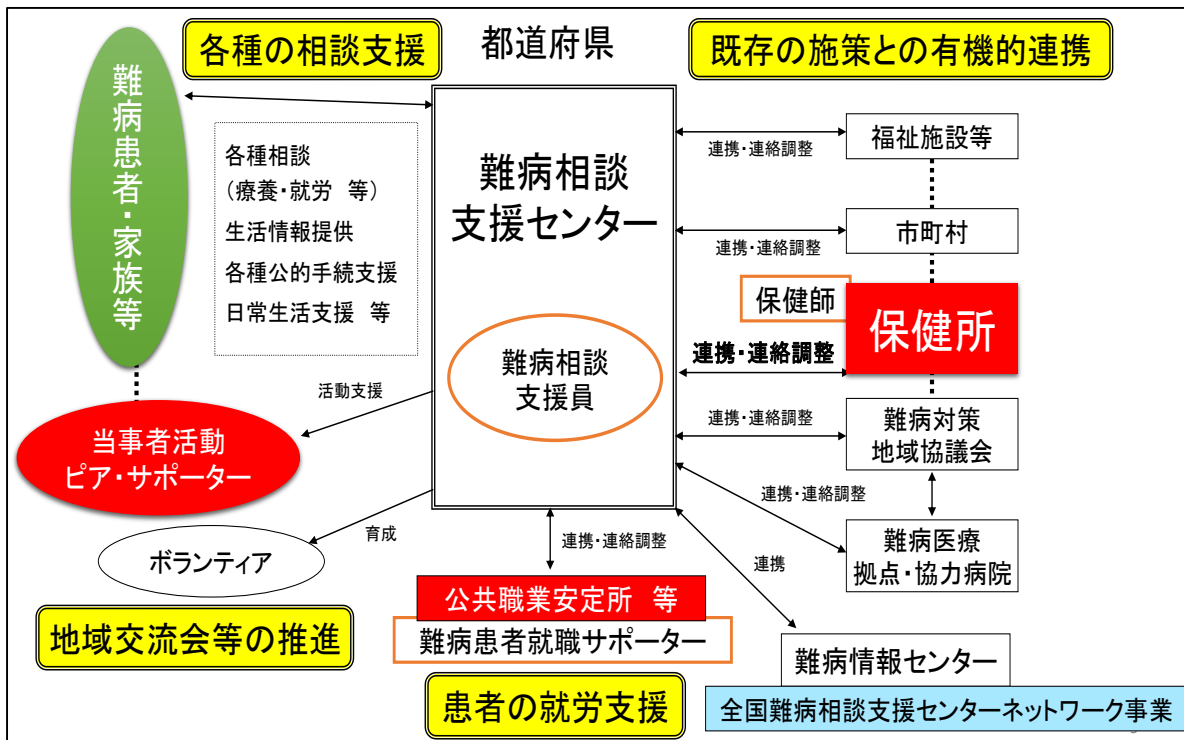 各種の相談支援
都道府県
既存の施策との有機的連携
難病患者・家族等
各種相談
(療養・就労　等)
生活情報提供
各種公的手続支援
日常生活支援　等
難病相談
支援センター
難病相談
支援員
連携・連絡調整
福祉施設等
連携・連絡調整
市町村
保健師
保健所
連携・連絡調整
連携・連絡調整
難病対策
地域協議会
連携・連絡調整
難病医療
拠点・協力病院
活動支援
当事者活動
ピア・サポーター
育成
ボランティア
地域交流会等の推進
連携・連絡調整
公共職業安定所　等
難病患者就職サポーター
患者の就労支援
連携
難病情報センター
全国難病相談支援センターネットワーク事業